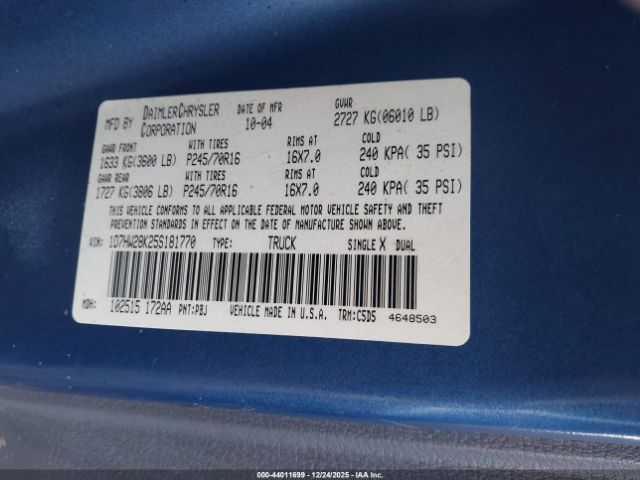 MFD BY DAIMLERCHRYSLER CORPORATION DATE OF MFR 10-04 GVWR 2727 KG(06010 LB)
GAWR FRONT WITH TIRES RIMS AT COLD
1633 KG(3600 LB) P245/70R16 16X7.0 240 KPA( 35 PSI)
GAWR REAR WITH TIRES RIMS AT COLD
1727 KG(3806 LB) P245/70R16 16X7.0 240 KPA( 35 PSI)
THIS VEHICLE CONFORMS TO ALL APPLICABLE FEDERAL MOTOR VEHICLE SAFETY AND THEFT
PREVENTION STANDARDS IN EFFECT ON THE DATE OF MANUFACTURE SHOWN ABOVE.
VIN: 1D7HW28K25S181770 TYPE: TRUCK SINGLE X DUAL
MDH: 102515 172AA PNT:PBJ VEHICLE MADE IN U.S.A. TRM:C5D5 4648503
© 44011699 - 12/24/2025 - IAAI.COM